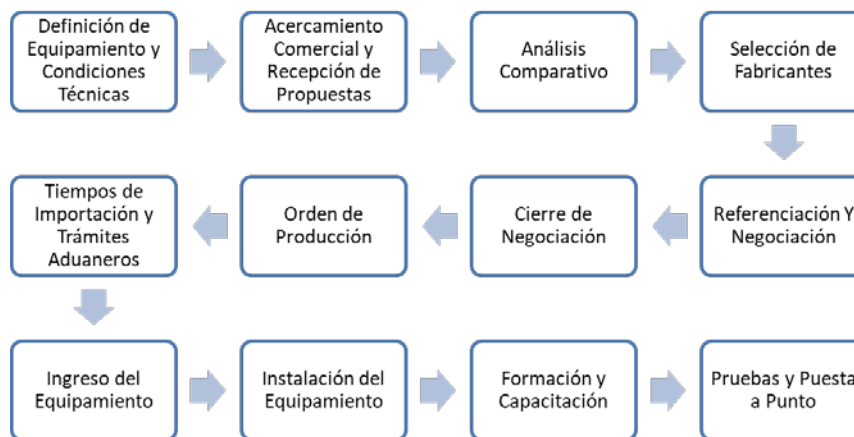 Definición de
Equipamiento y
Condiciones
Técnicas
Acercamiento
Comercial y
Recepción de
Propuestas
Análisis
Comparativo
Selección de
Fabricantes
Referenciación Y
Negociación
Cierre de
Negociación
Orden de
Producción
Tiempos de
Importación y
Trámites
Aduaneros
Ingreso del
Equipamiento
Instalación del
Equipamiento
Formación y
Capacitación
Pruebas y Puesta
a Punto